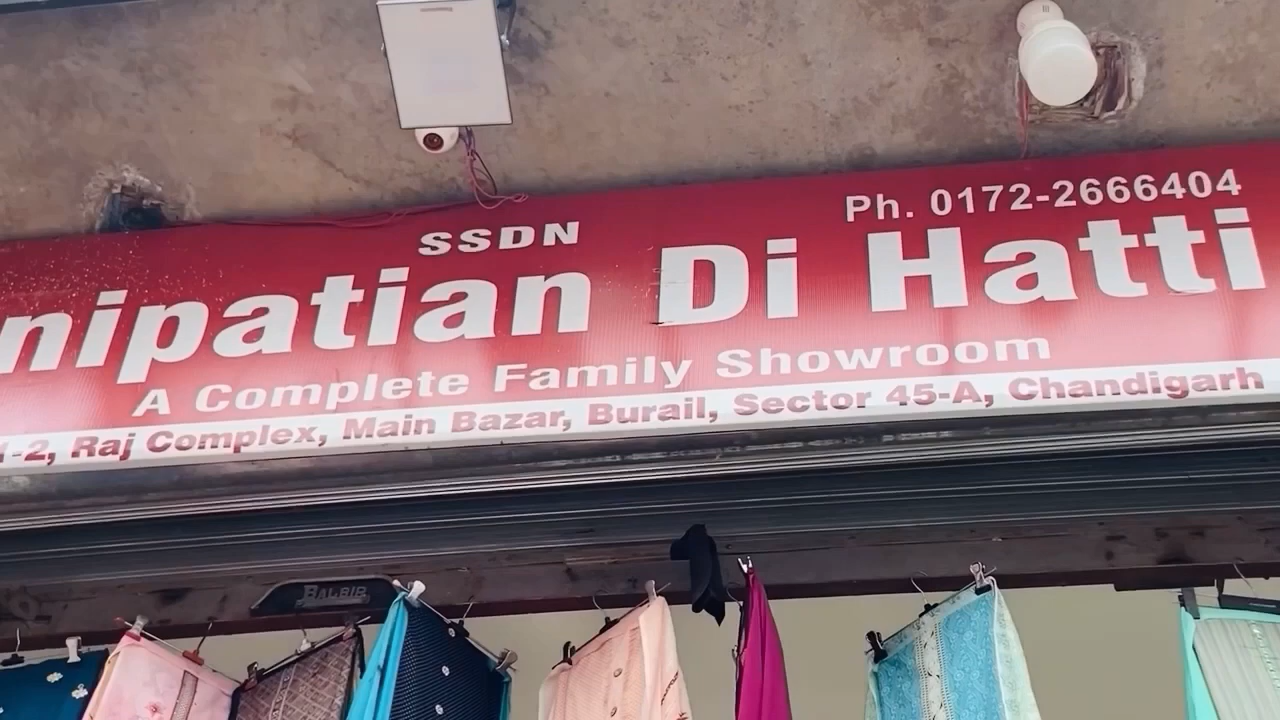 Ph. 0172-2666404
SSDN
nipatian Di Hatti
A Complete Family Showroom
1-2, Raj Complex, Main Bazar, Burail, Sector 45-A, Chandigarh
BALBIR